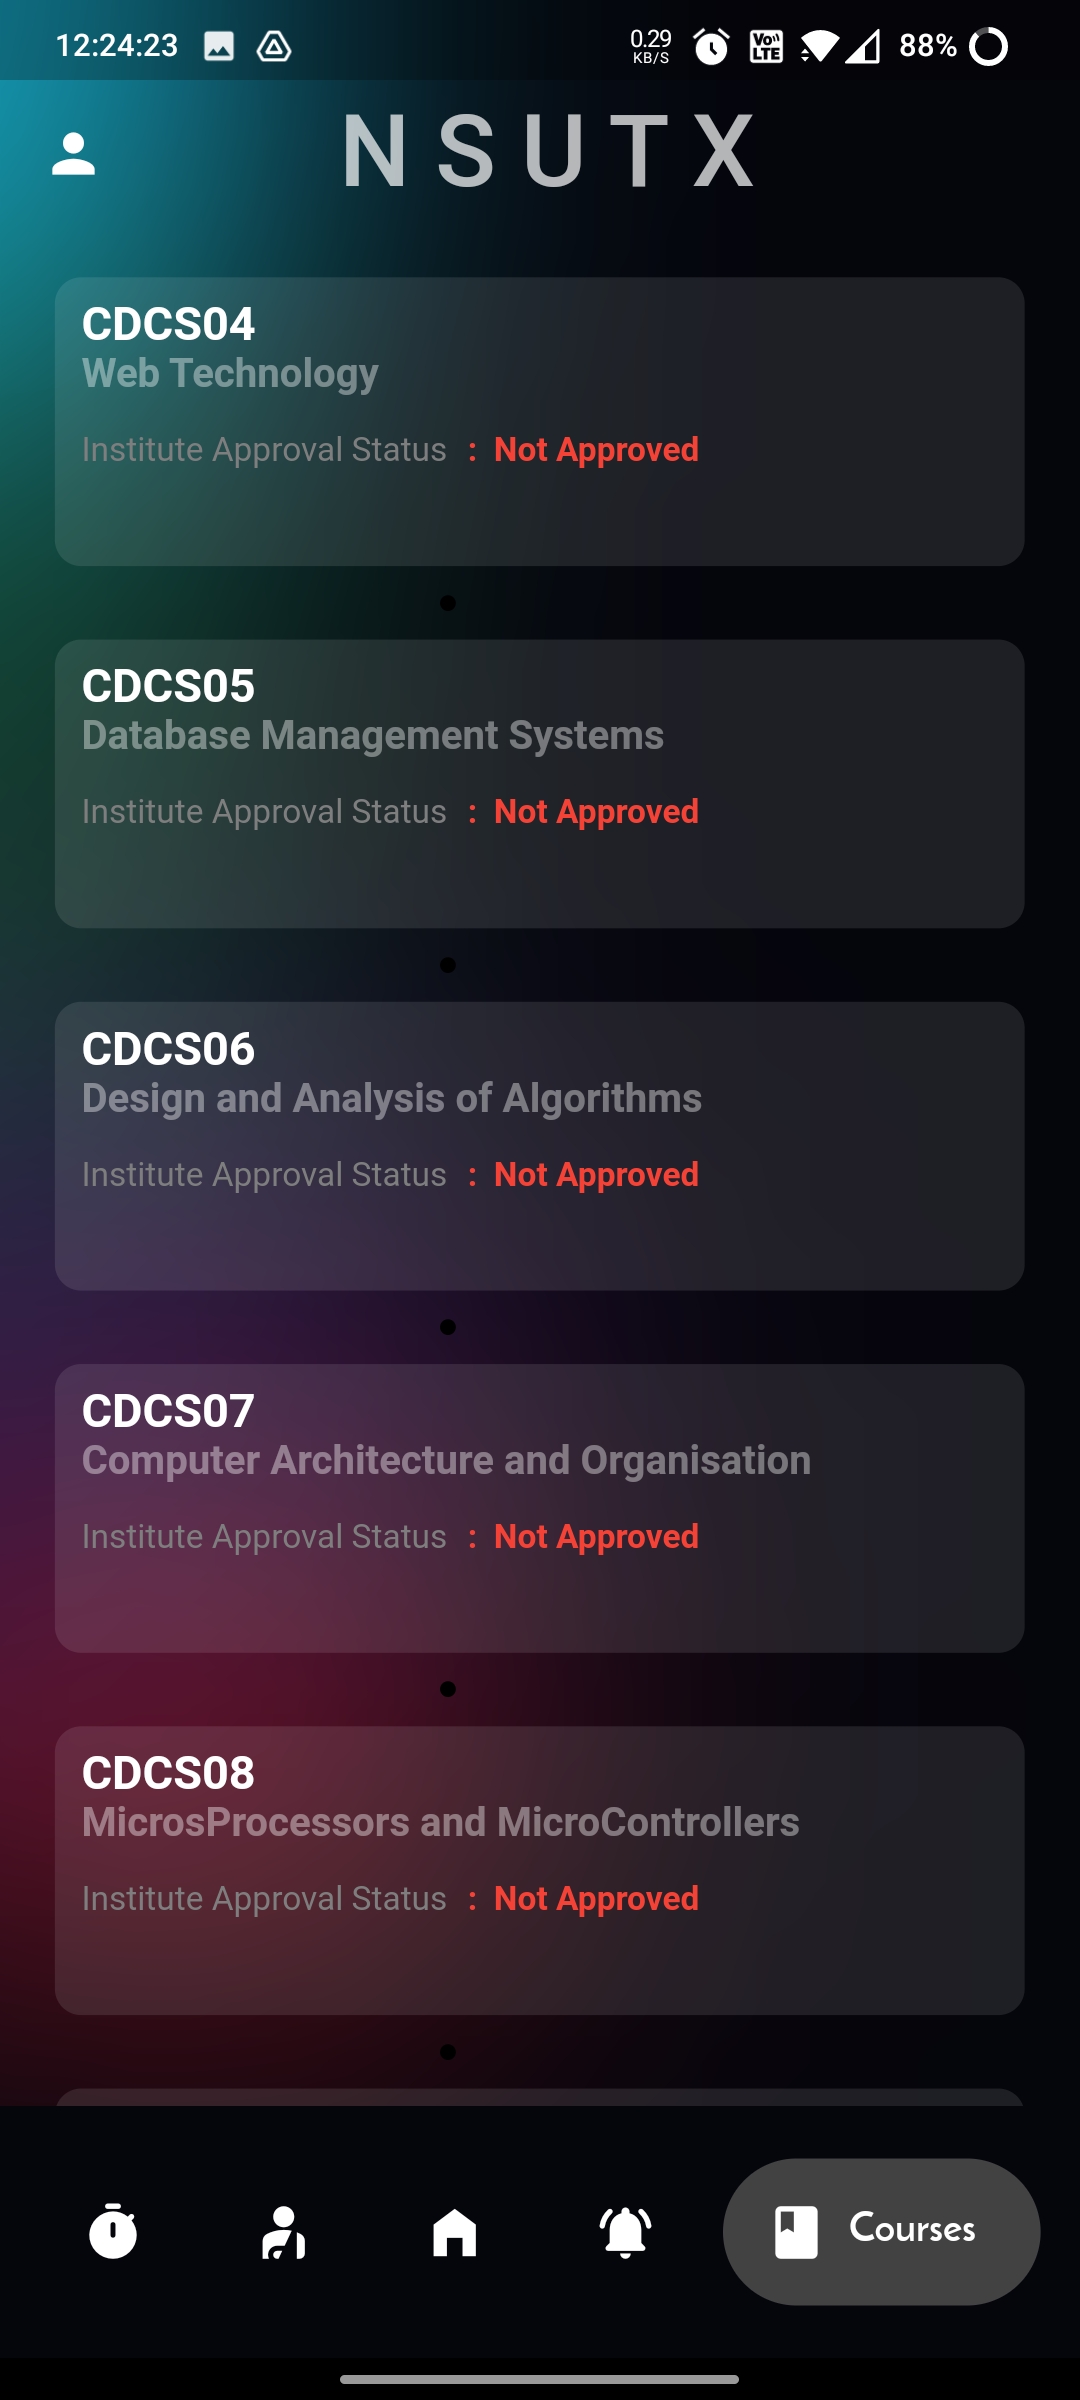 12:24:23 0.29 KB/S Vo LTE 88%
NSUTX
CDCS04
Web Technology
Institute Approval Status : Not Approved
CDCS05
Database Management Systems
Institute Approval Status : Not Approved
CDCS06
Design and Analysis of Algorithms
Institute Approval Status : Not Approved
CDCS07
Computer Architecture and Organisation
Institute Approval Status : Not Approved
CDCS08
MicrosProcessors and MicroControllers
Institute Approval Status : Not Approved
Courses